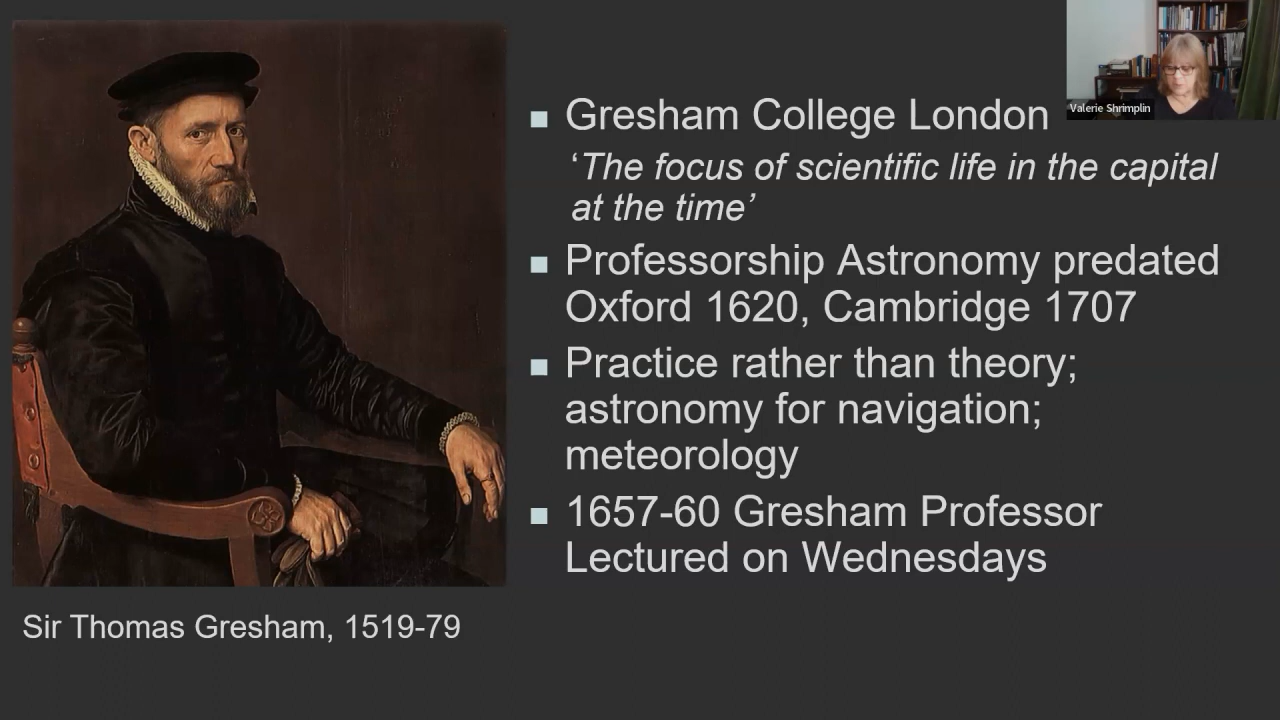 Gresham College London
‘The focus of scientific life in the capital
at the time’
Professorship Astronomy predated
Oxford 1620, Cambridge 1707
Practice rather than theory;
astronomy for navigation;
meteorology
1657-60 Gresham Professor
Lectured on Wednesdays
Sir Thomas Gresham, 1519-79
Valerie Shrimplin